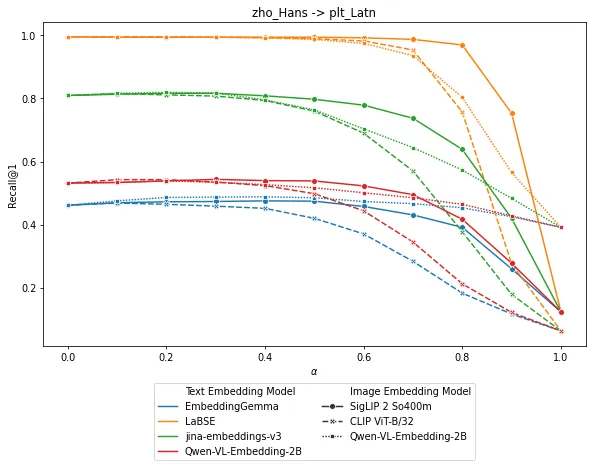 zho_Hans -> plt_Latn
1.0
0.8
0.6
0.4
0.2
Recall@1
0.0 0.2 0.4 0.6 0.8 1.0
α
Text Embedding Model
EmbeddingGemma
LaBSE
jina-embeddings-v3
Qwen-VL-Embedding-2B
Image Embedding Model
SigLIP 2 So400m
CLIP ViT-B/32
Qwen-VL-Embedding-2B